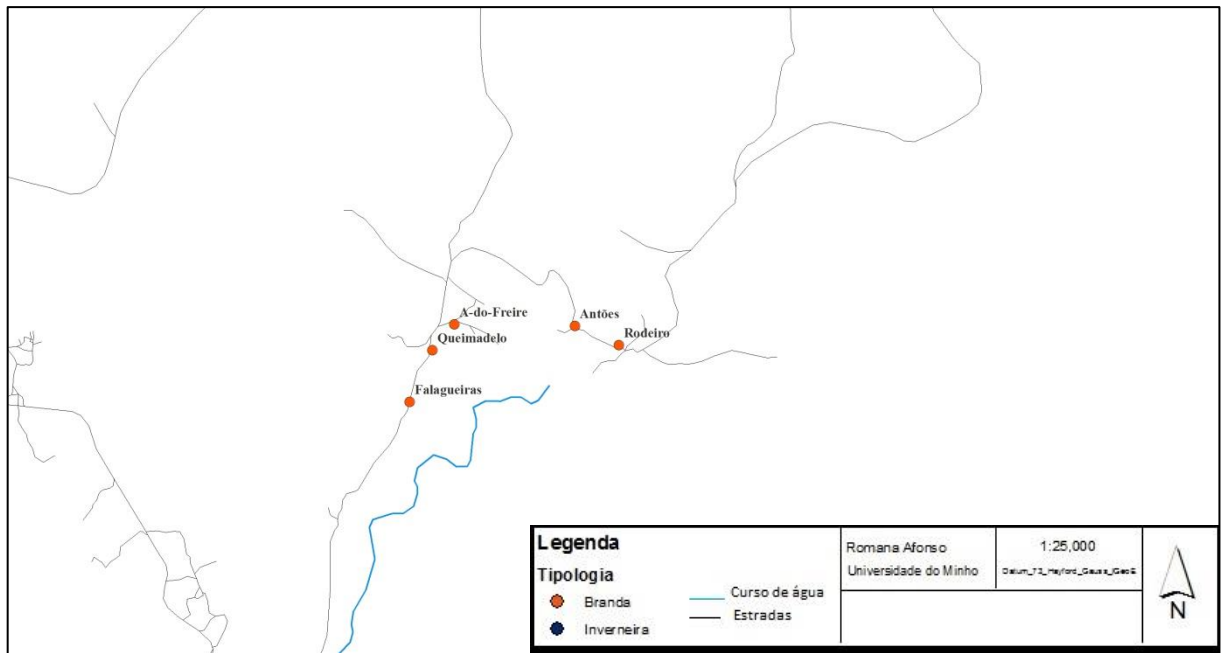 A-do-Freire
Antões
Rodeiro
Queimadelo
Falagueiras
Legenda
Tipologia
Branda
Inverneira
Curso de água
Estradas
Romana Afonso
Universidade do Minho
1:25,000
Datum_73_Hayford_Gauss_IGeoE
N